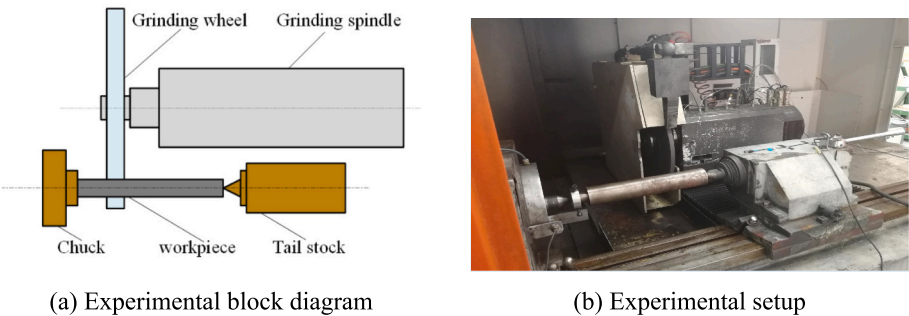 Grinding wheel
Grinding spindle
Chuck
workpiece
Tail stock
(a) Experimental block diagram
(b) Experimental setup